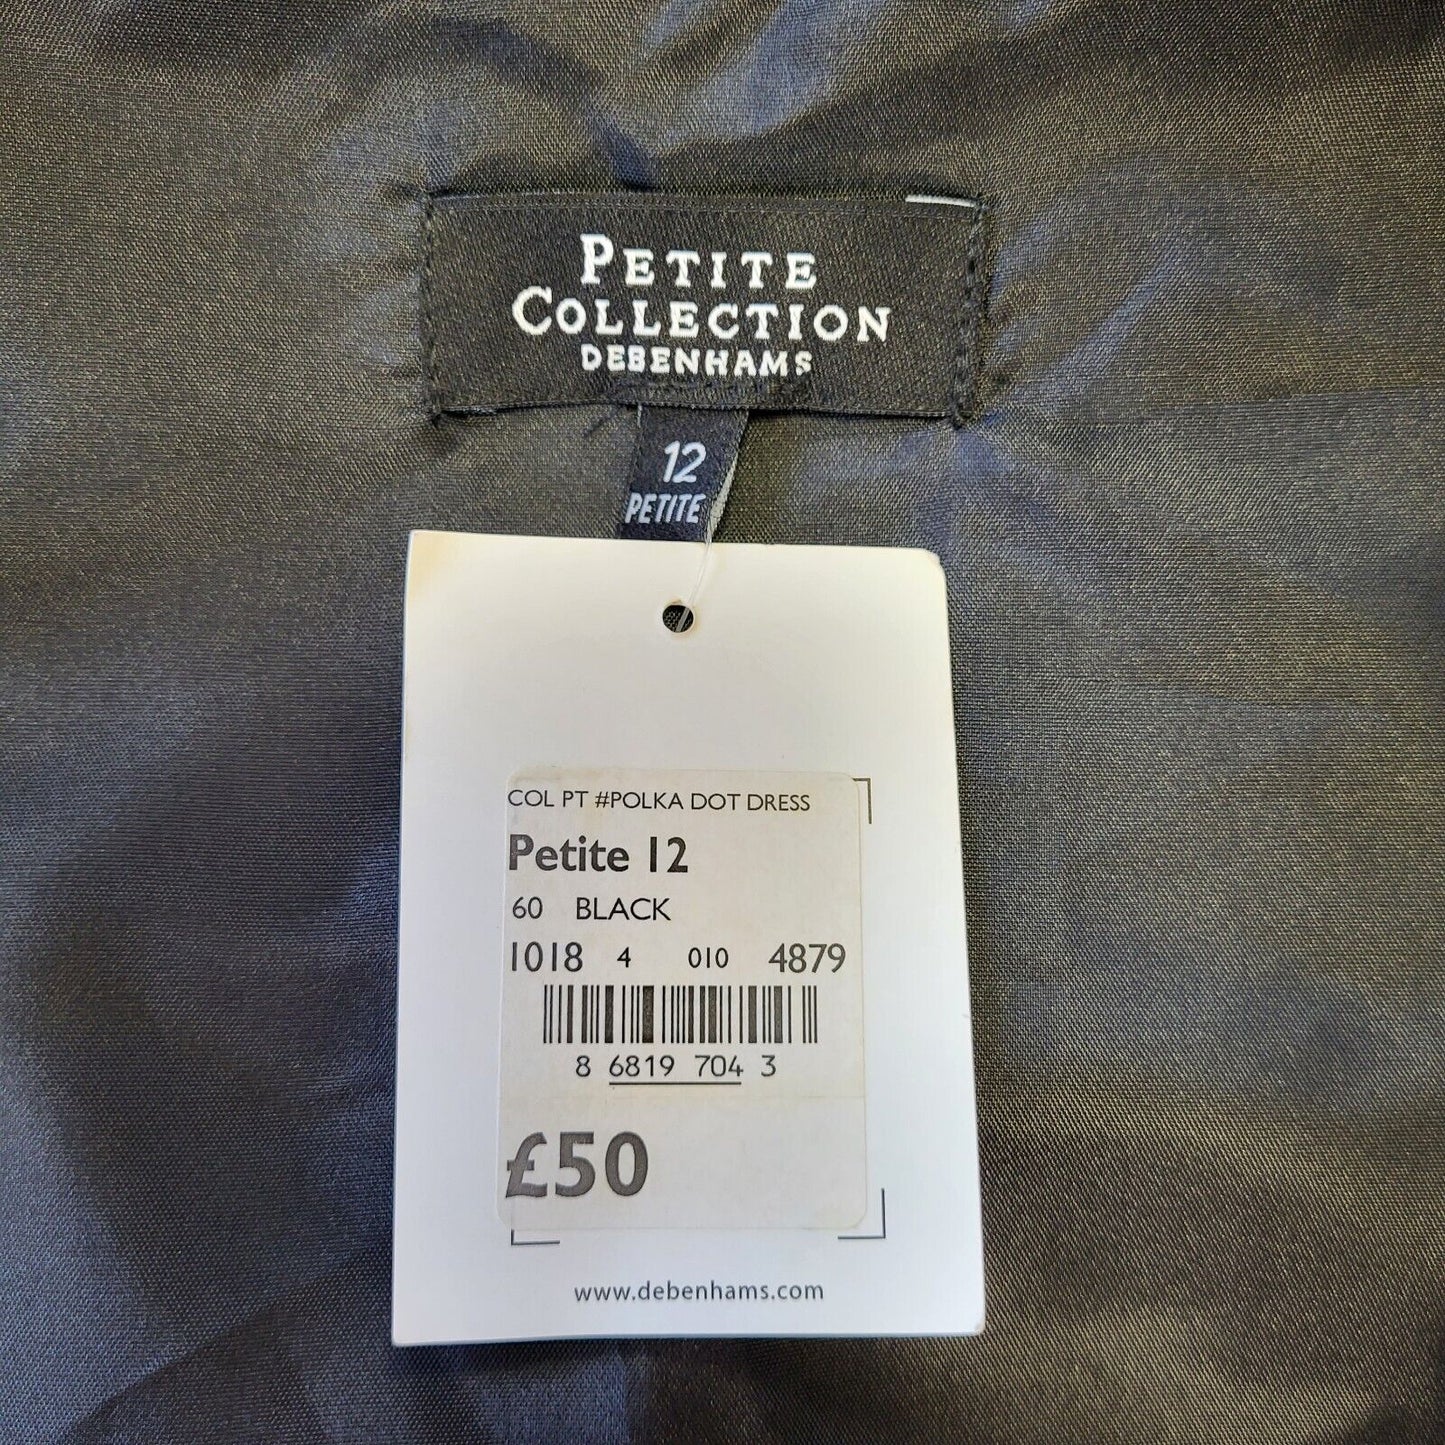 PETITE
COLLECTION
DEBENHAMS
12
PETITE
COL PT #POLKA DOT DRESS
Petite 12
60 BLACK
1018 4 010 4879
8 6819 704 3
£50
www.debenhams.com